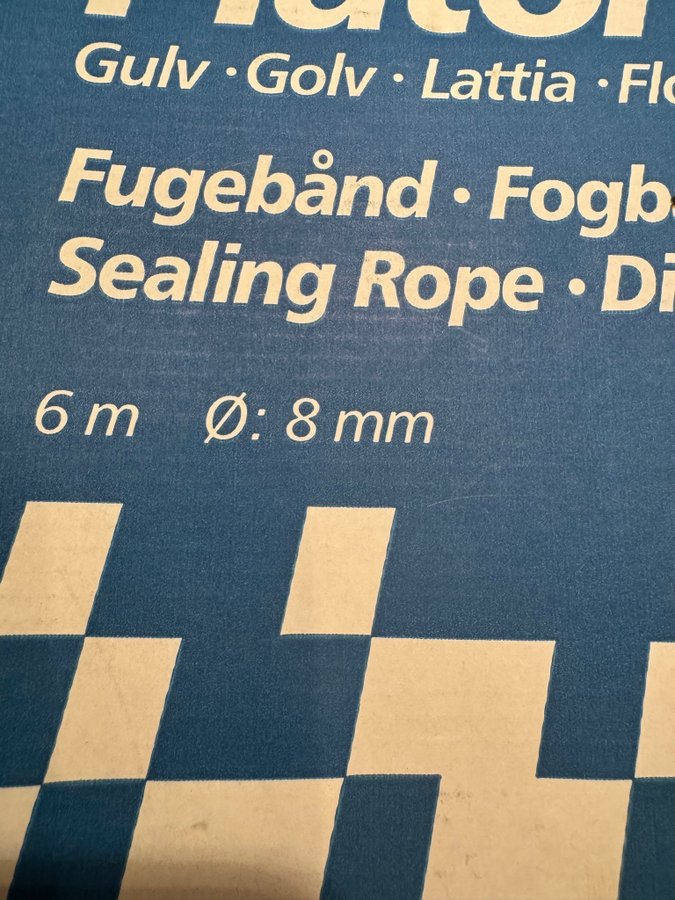 Gulv · Golv · Lattia ·
Fugebånd ·
Sealing Rope ·
6 m Ø: 8 mm